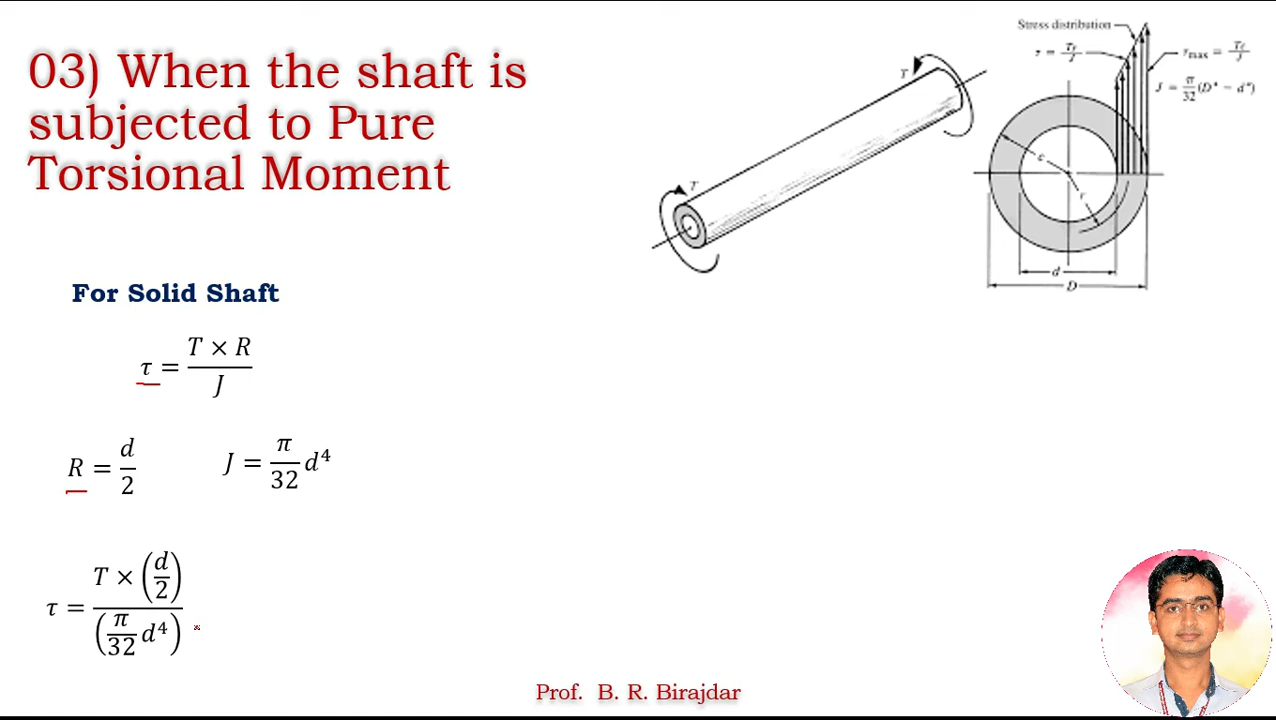 03) When the shaft is
subjected to Pure
Torsional Moment
Stress distribution
τ = Tr/J
τmax = Tc/J
J = π/32 (D⁴ − d⁴)
T
T
c
r
d
D
For Solid Shaft
τ = T × R / J
R = d/2
J = π/32 d⁴
τ = T × (d/2) / (π/32 d⁴)
Prof. B. R. Birajdar